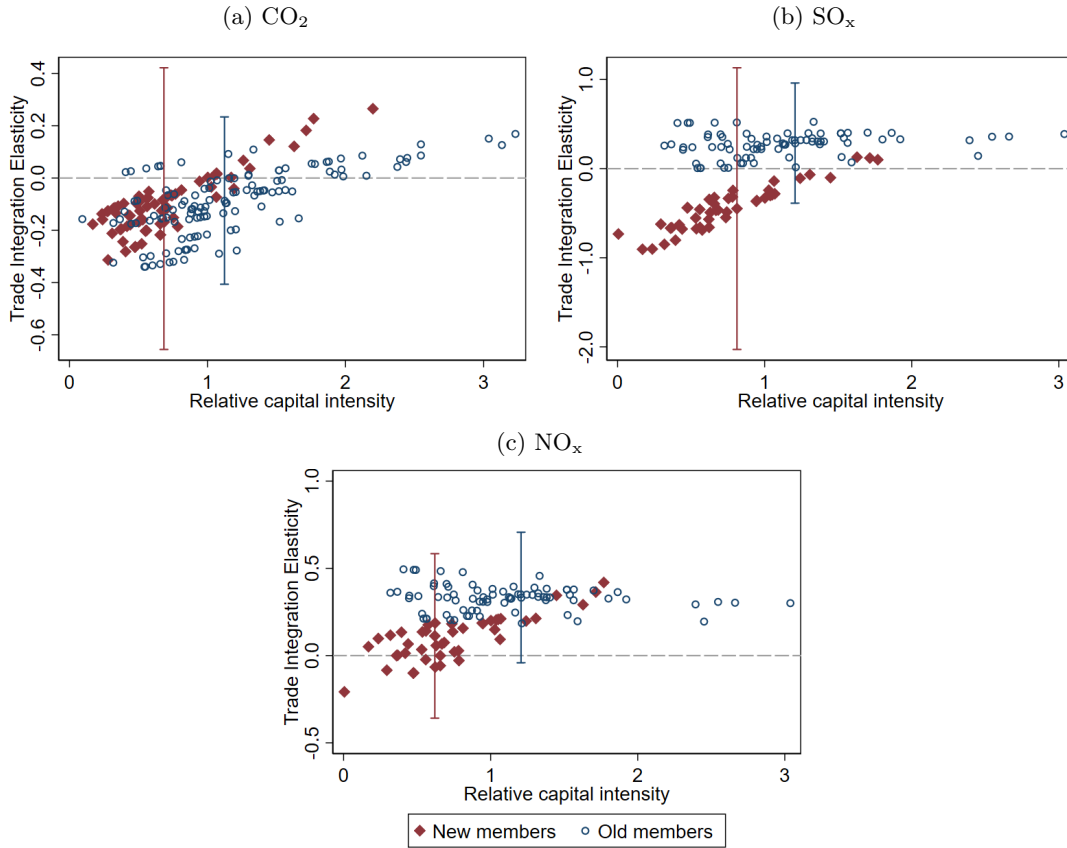 (a) CO₂
Trade Integration Elasticity
0.4
0.2
0.0
-0.2
-0.4
-0.6
0 1 2 3
Relative capital intensity
(b) SOₓ
Trade Integration Elasticity
1.0
0.0
-1.0
-2.0
0 1 2 3
Relative capital intensity
(c) NOₓ
Trade Integration Elasticity
1.0
0.5
0.0
-0.5
0 1 2 3
Relative capital intensity
New members Old members